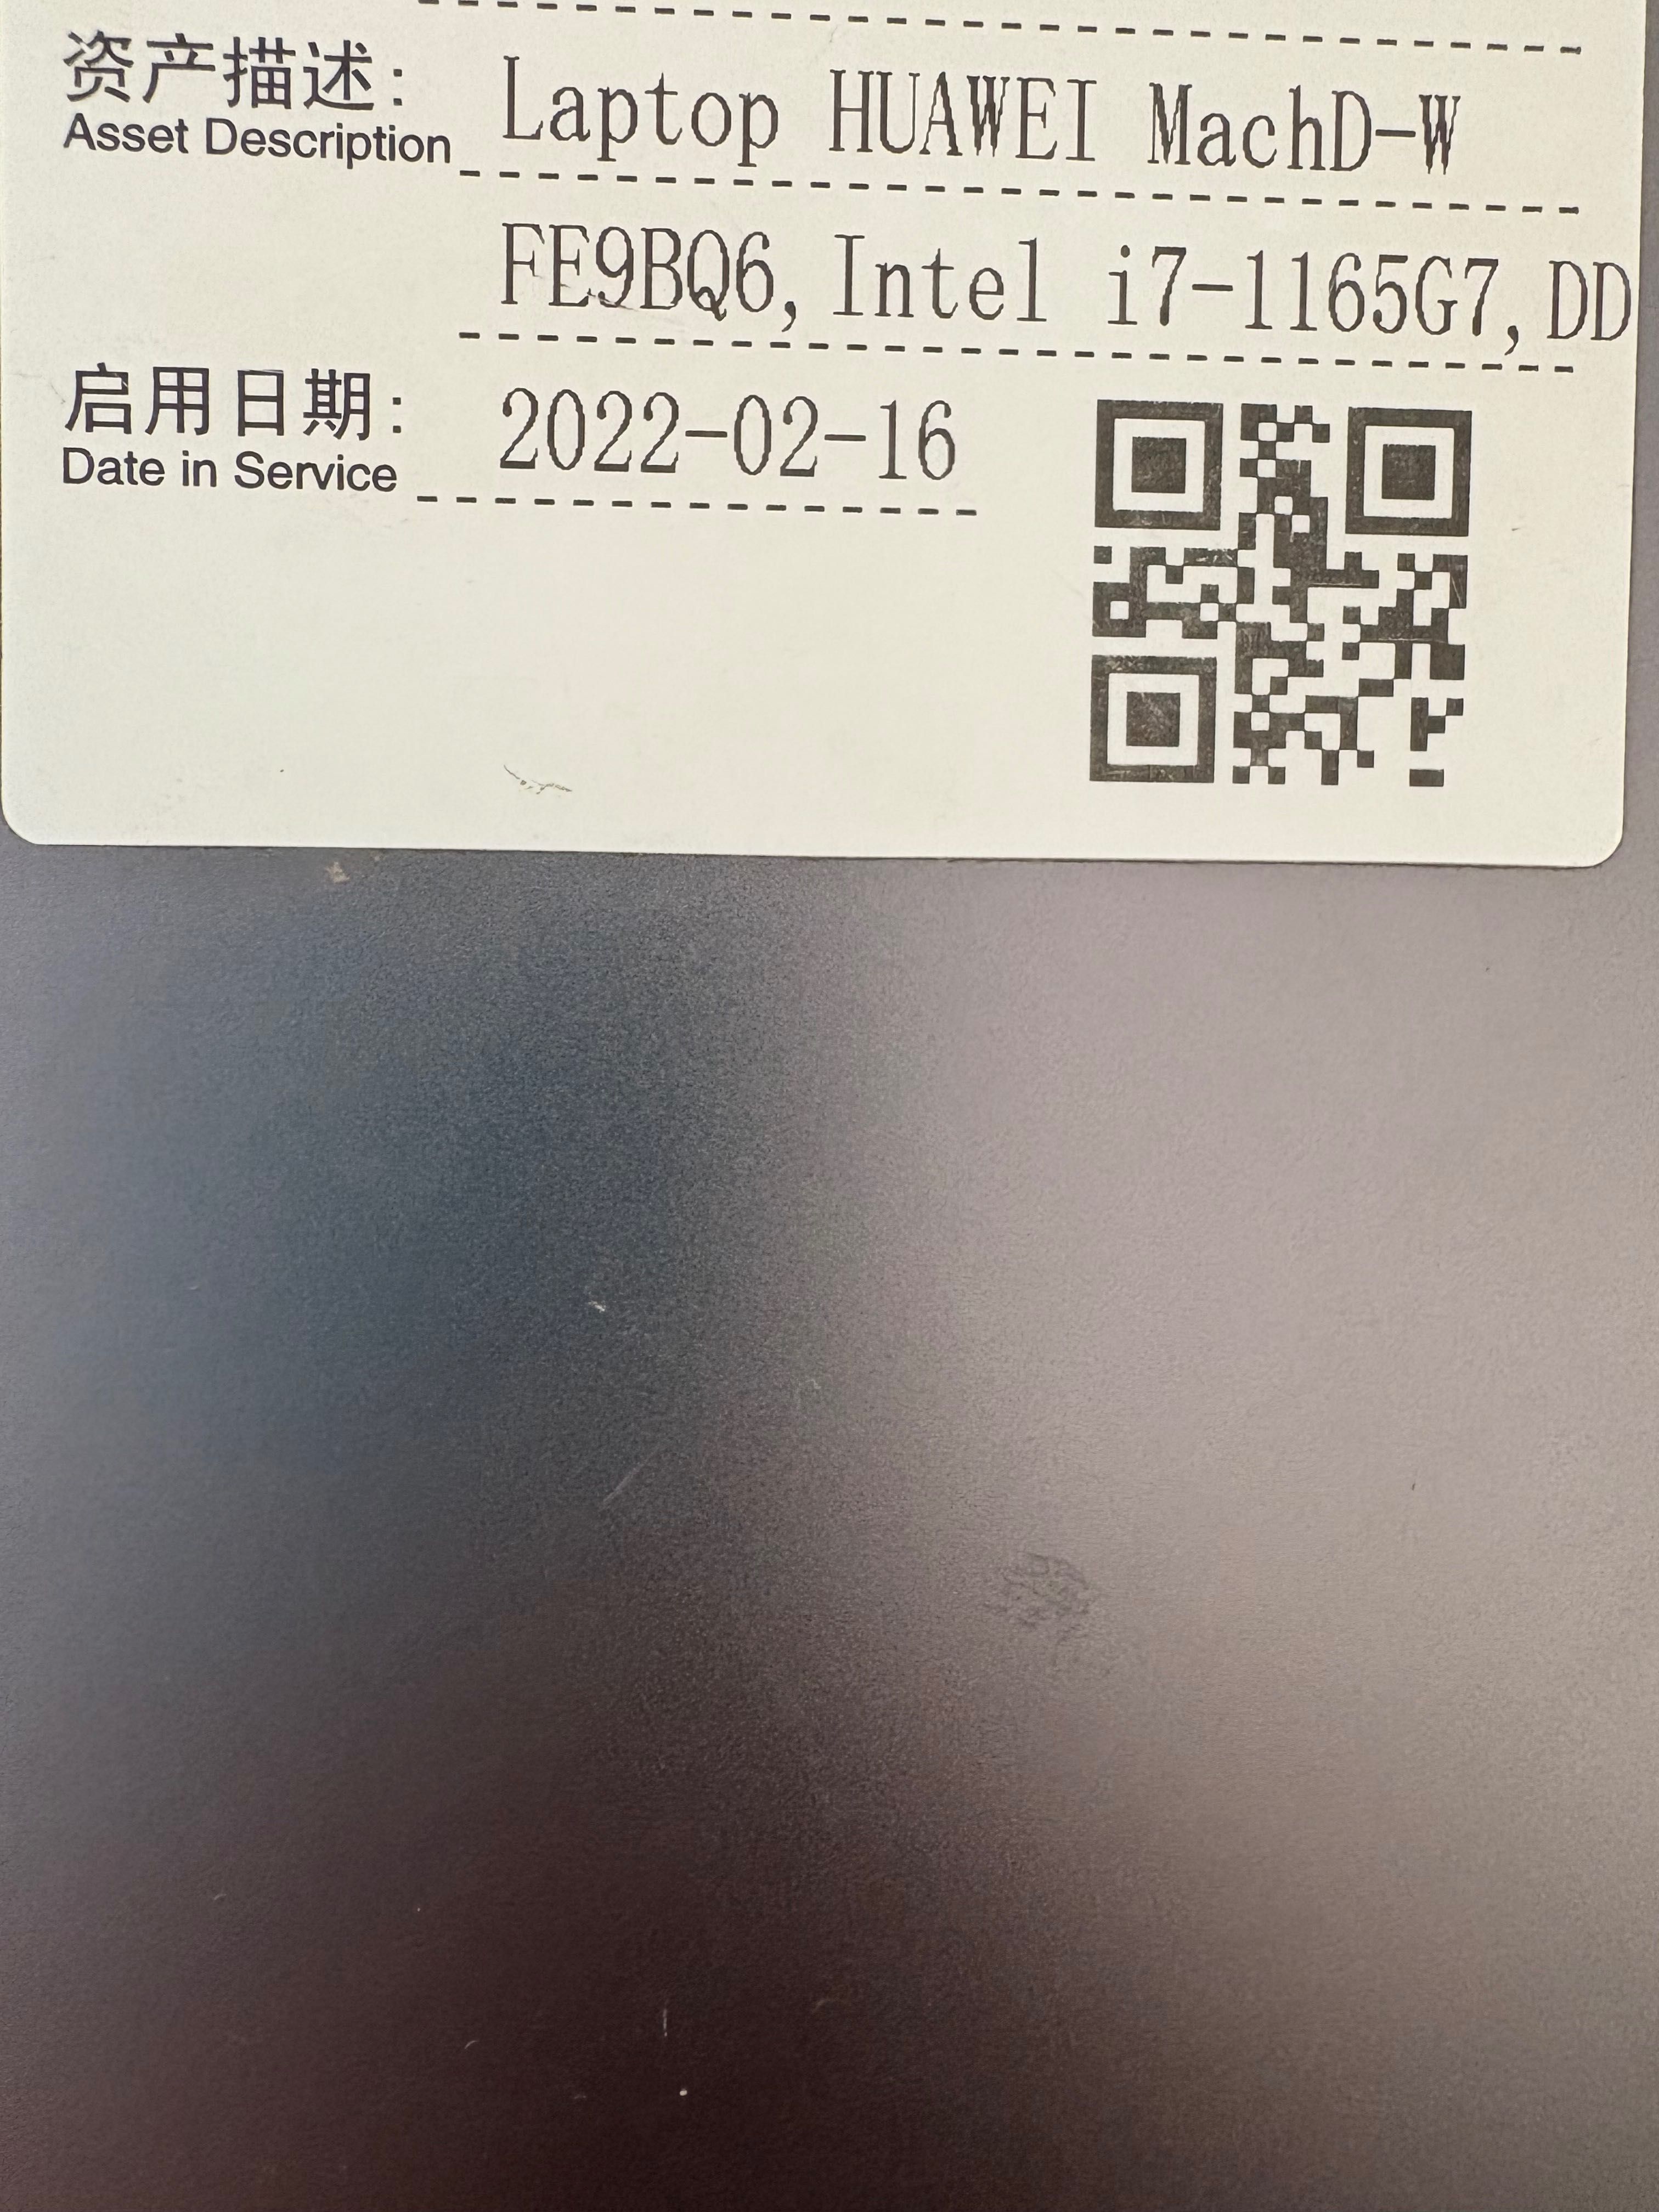 资产描述: Laptop HUAWEI MachD-W
Asset Description
FE9BQ6,Intel i7-1165G7,DD
启用日期: 2022-02-16
Date in Service